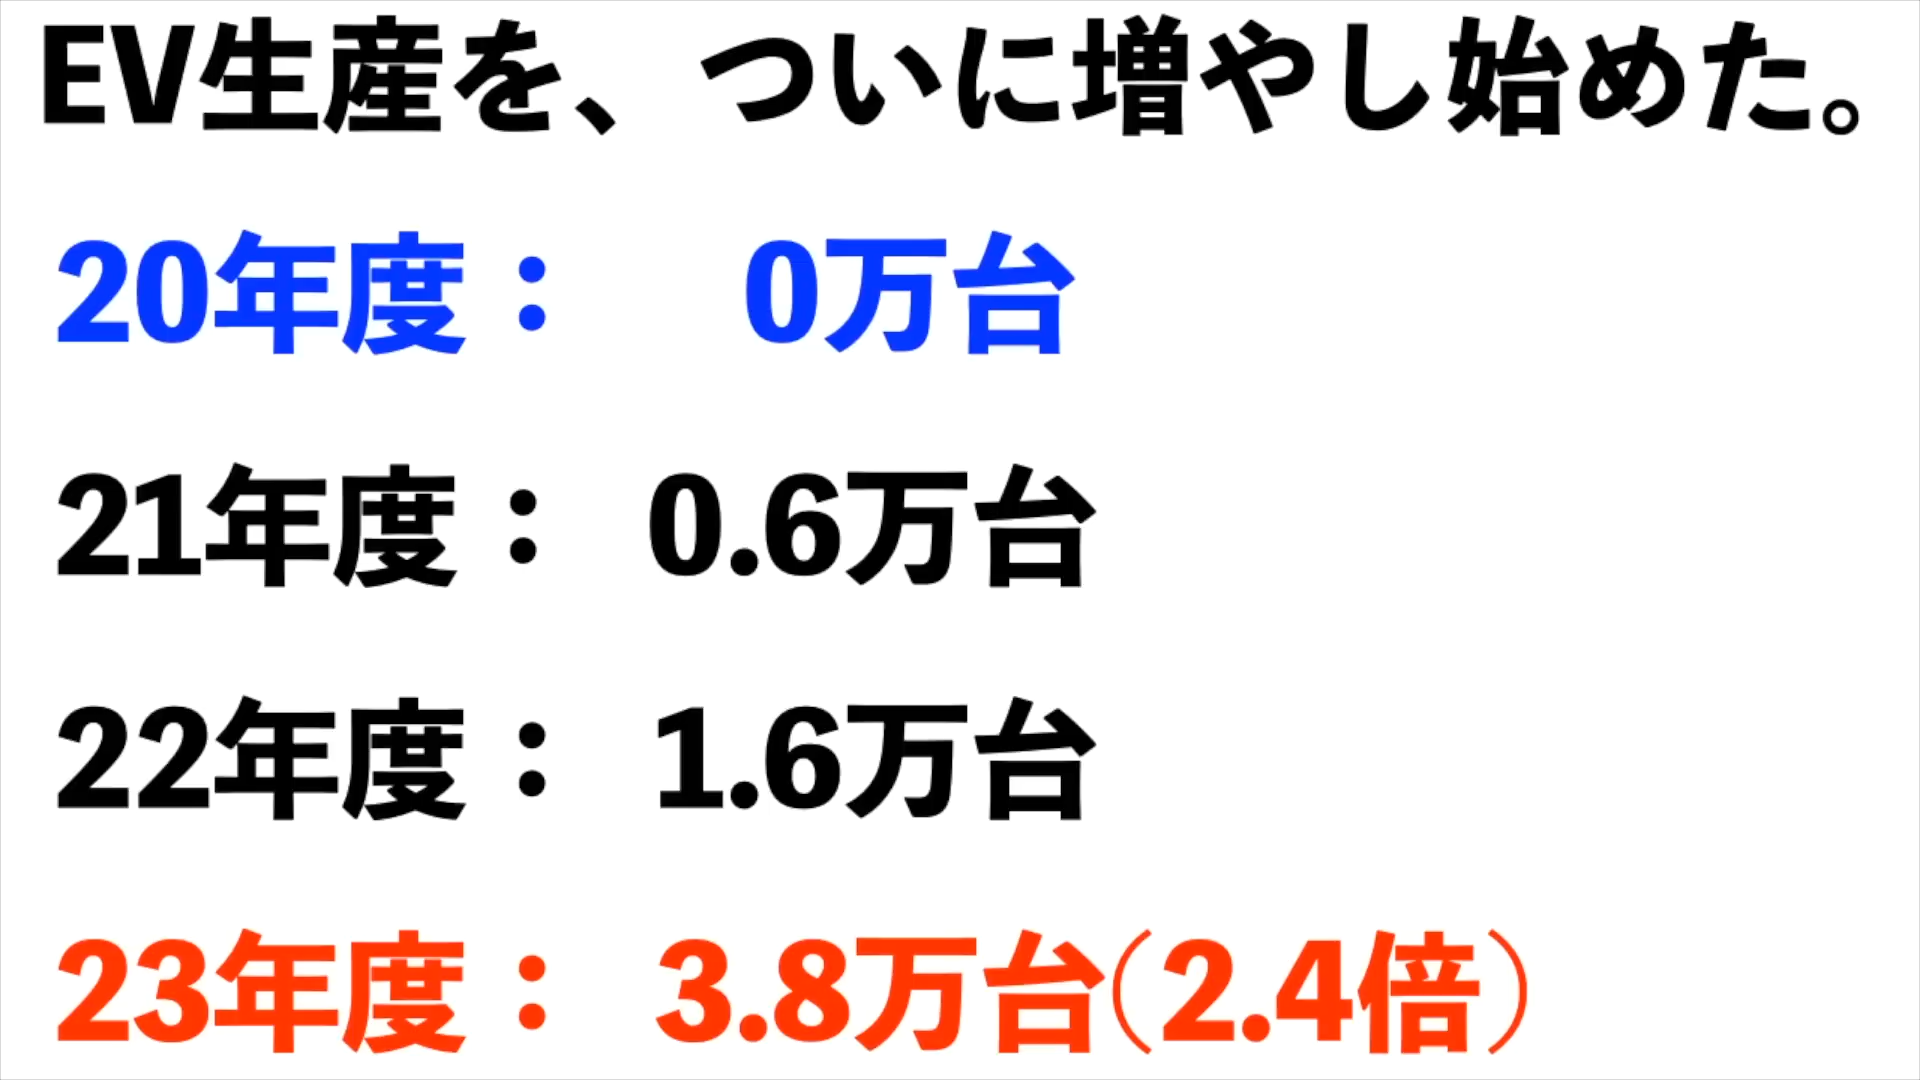 EV生産を、ついに増やし始めた。
20年度： 0万台
21年度： 0.6万台
22年度： 1.6万台
23年度： 3.8万台（2.4倍）